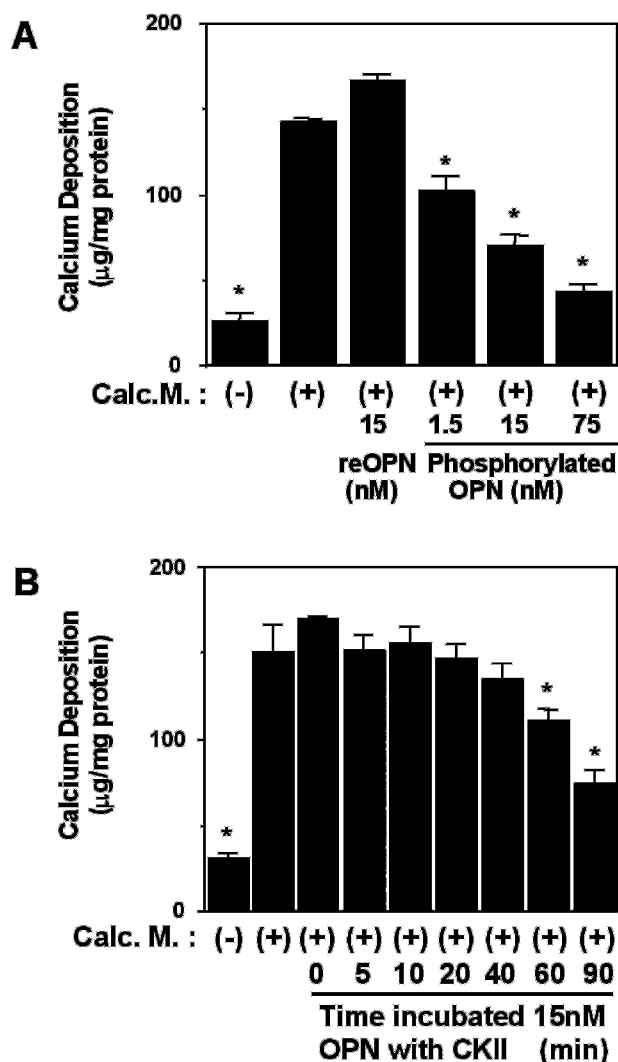 A
200
100
0
Calcium Deposition
(µg/mg protein)
* * * *
Calc.M. : (-) (+) (+) (+) (+) (+)
15 1.5 15 75
reOPN Phosphorylated
(nM) OPN (nM)
B
200
100
0
Calcium Deposition
(µg/mg protein)
* * *
Calc. M. : (-) (+) (+) (+) (+) (+) (+) (+) (+)
0 5 10 20 40 60 90
Time incubated 15nM
OPN with CKII (min)